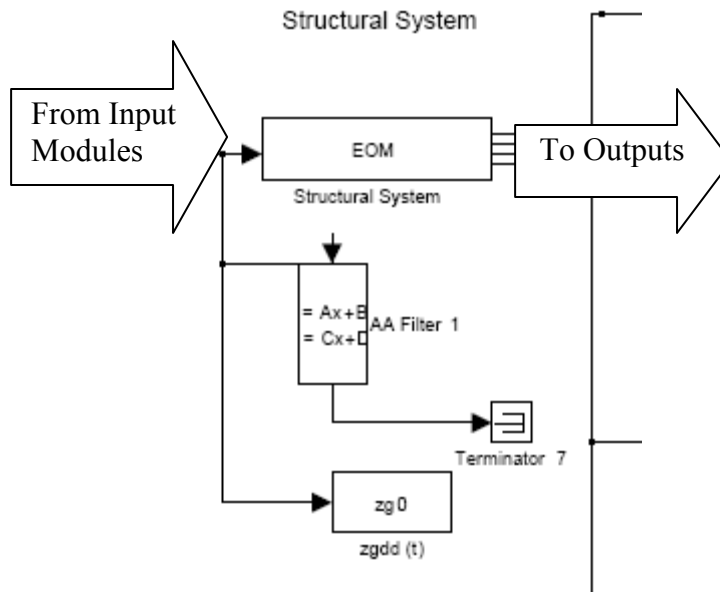 Structural System
From Input
Modules
EOM
To Outputs
Structural System
= Ax+B
= Cx+D
AA Filter 1
Terminator 7
zg0
zgdd (t)